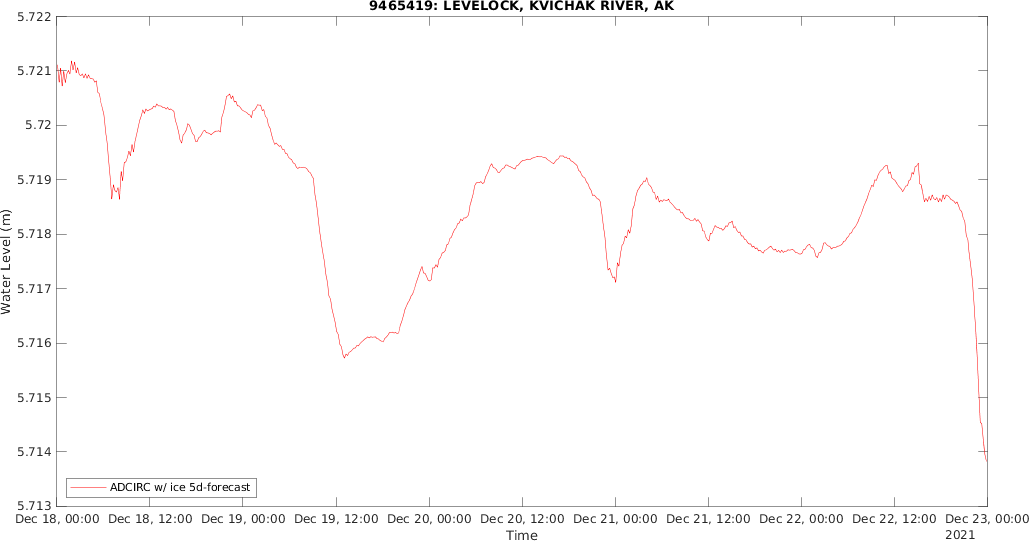 9465419: LEVELOCK, KVICHAK RIVER, AK
5.722
5.721
5.72
5.719
5.718
5.717
5.716
5.715
5.714
5.713
Water Level (m)
ADCIRC w/ ice 5d-forecast
Dec 18, 00:00 Dec 18, 12:00 Dec 19, 00:00 Dec 19, 12:00 Dec 20, 00:00 Dec 20, 12:00 Dec 21, 00:00 Dec 21, 12:00 Dec 22, 00:00 Dec 22, 12:00 Dec 23, 00:00
Time
2021